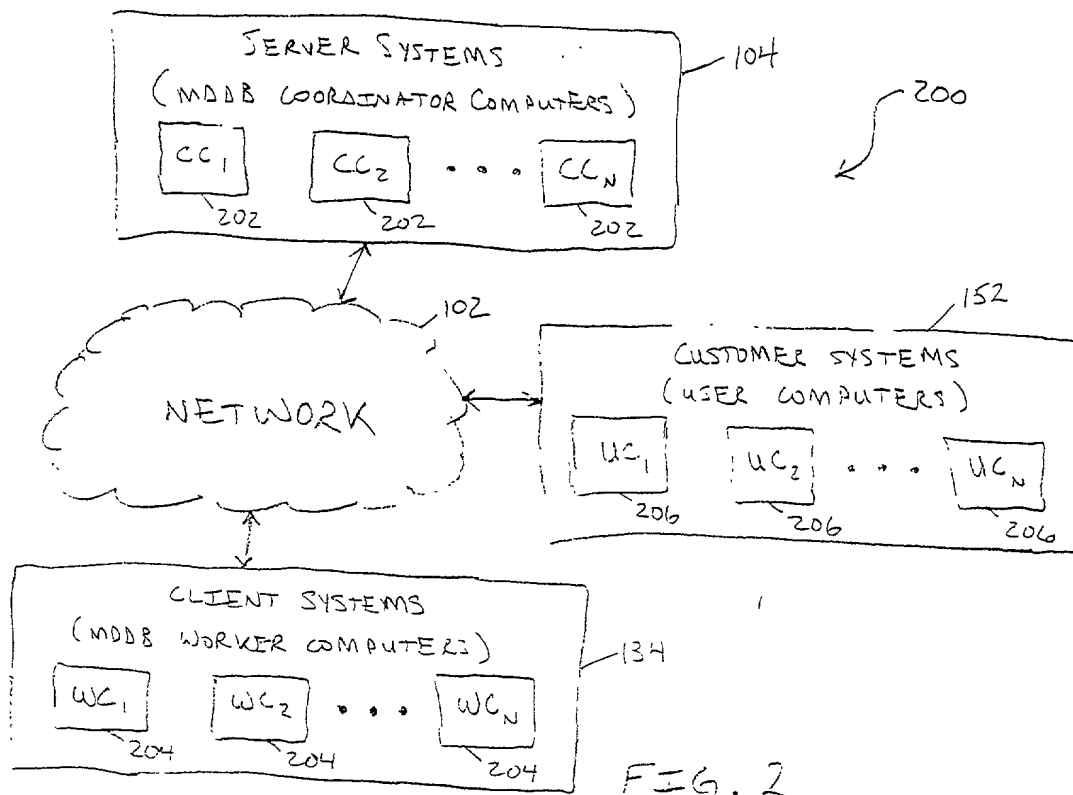 SERVER SYSTEMS
(MDDB COORDINATOR COMPUTERS)
CC1 CC2 . . . CCN
202 202 202
104
200
NETWORK
102
152
CUSTOMER SYSTEMS
(USER COMPUTERS)
UC1 UC2 . . . UCN
206 206 206
CLIENT SYSTEMS
(MDDB WORKER COMPUTERS)
134
WC1 WC2 . . . WCN
204 204 204
FIG. 2